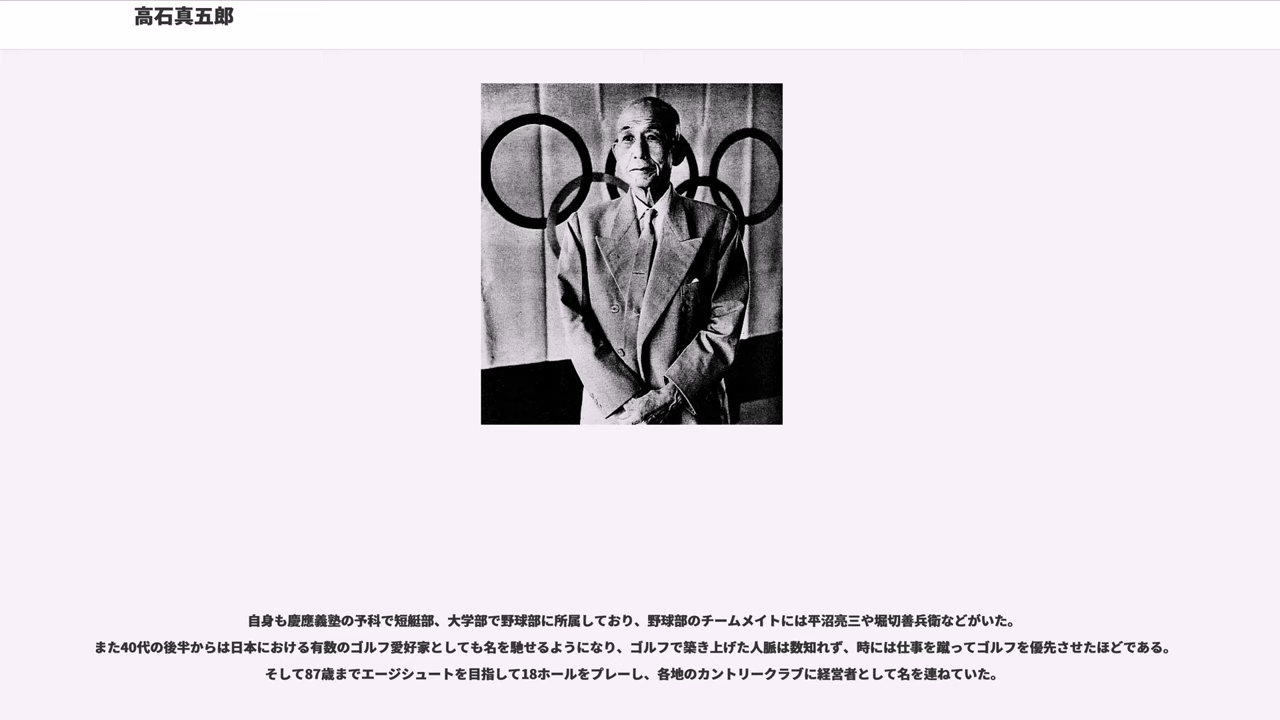 高石真五郎
自身も慶應義塾の予科で短艇部、大学部で野球部に所属しており、野球部のチームメイトには平沼亮三や堀切善兵衛などがいた。
また40代の後半からは日本における有数のゴルフ愛好家としても名を馳せるようになり、ゴルフで築き上げた人脈は数知れず、時には仕事を蹴ってゴルフを優先させたほどである。
そして87歳までエージシュートを目指して18ホールをプレーし、各地のカントリークラブに経営者として名を連ねていた。